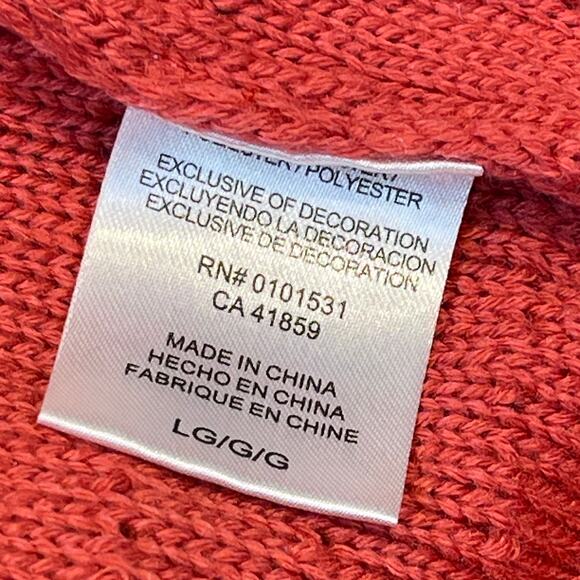 POLYESTER
EXCLUSIVE OF DECORATION
EXCLUYENDO LA DECORACION
EXCLUSIVE DE DECORATION
RN# 0101531
CA 41859
MADE IN CHINA
HECHO EN CHINA
FABRIQUE EN CHINE
LG/G/G